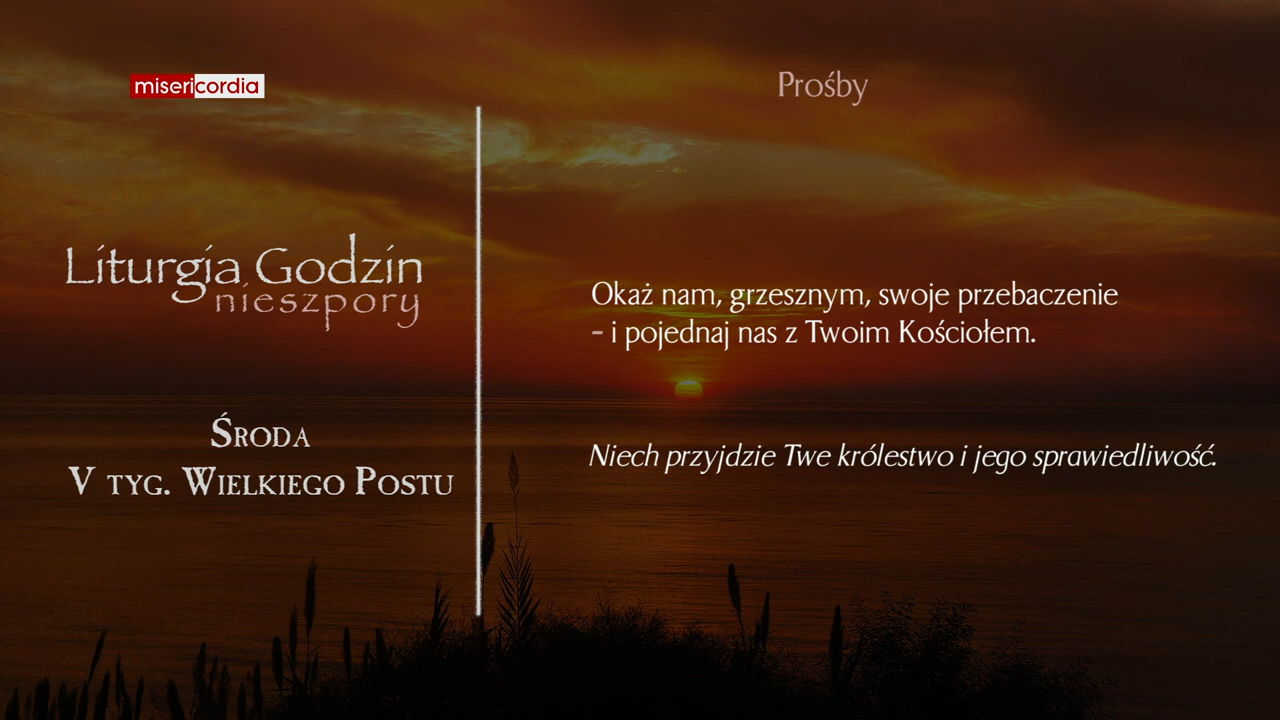 misericordia
Prośby
Liturgia Godzin
nieszpory
Okaż nam, grzesznym, swoje przebaczenie
– i pojednaj nas z Twoim Kościołem.
Środa
V tyg. Wielkiego Postu
Niech przyjdzie Twe królestwo i jego sprawiedliwość.